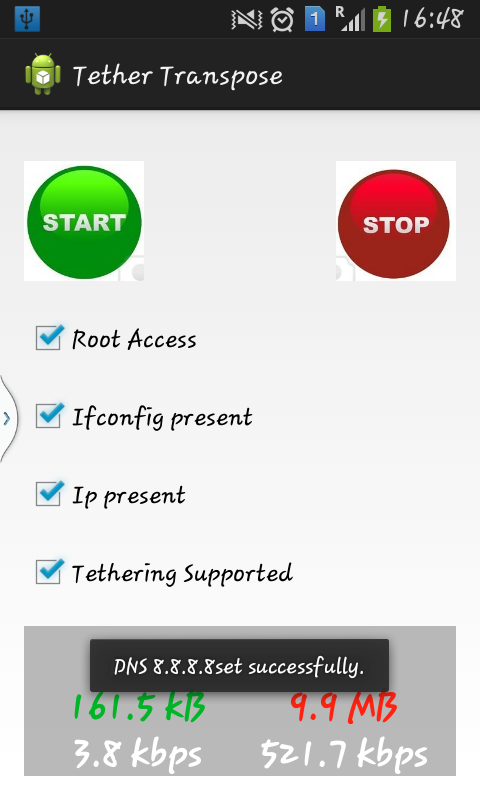 1 R 16:48
Tether Transpose
START STOP
Root Access
Ifconfig present
Ip present
Tethering Supported
DNS 8.8.8.8set successfully.
161.5 kB 9.9 MB
3.8 kbps 521.7 kbps